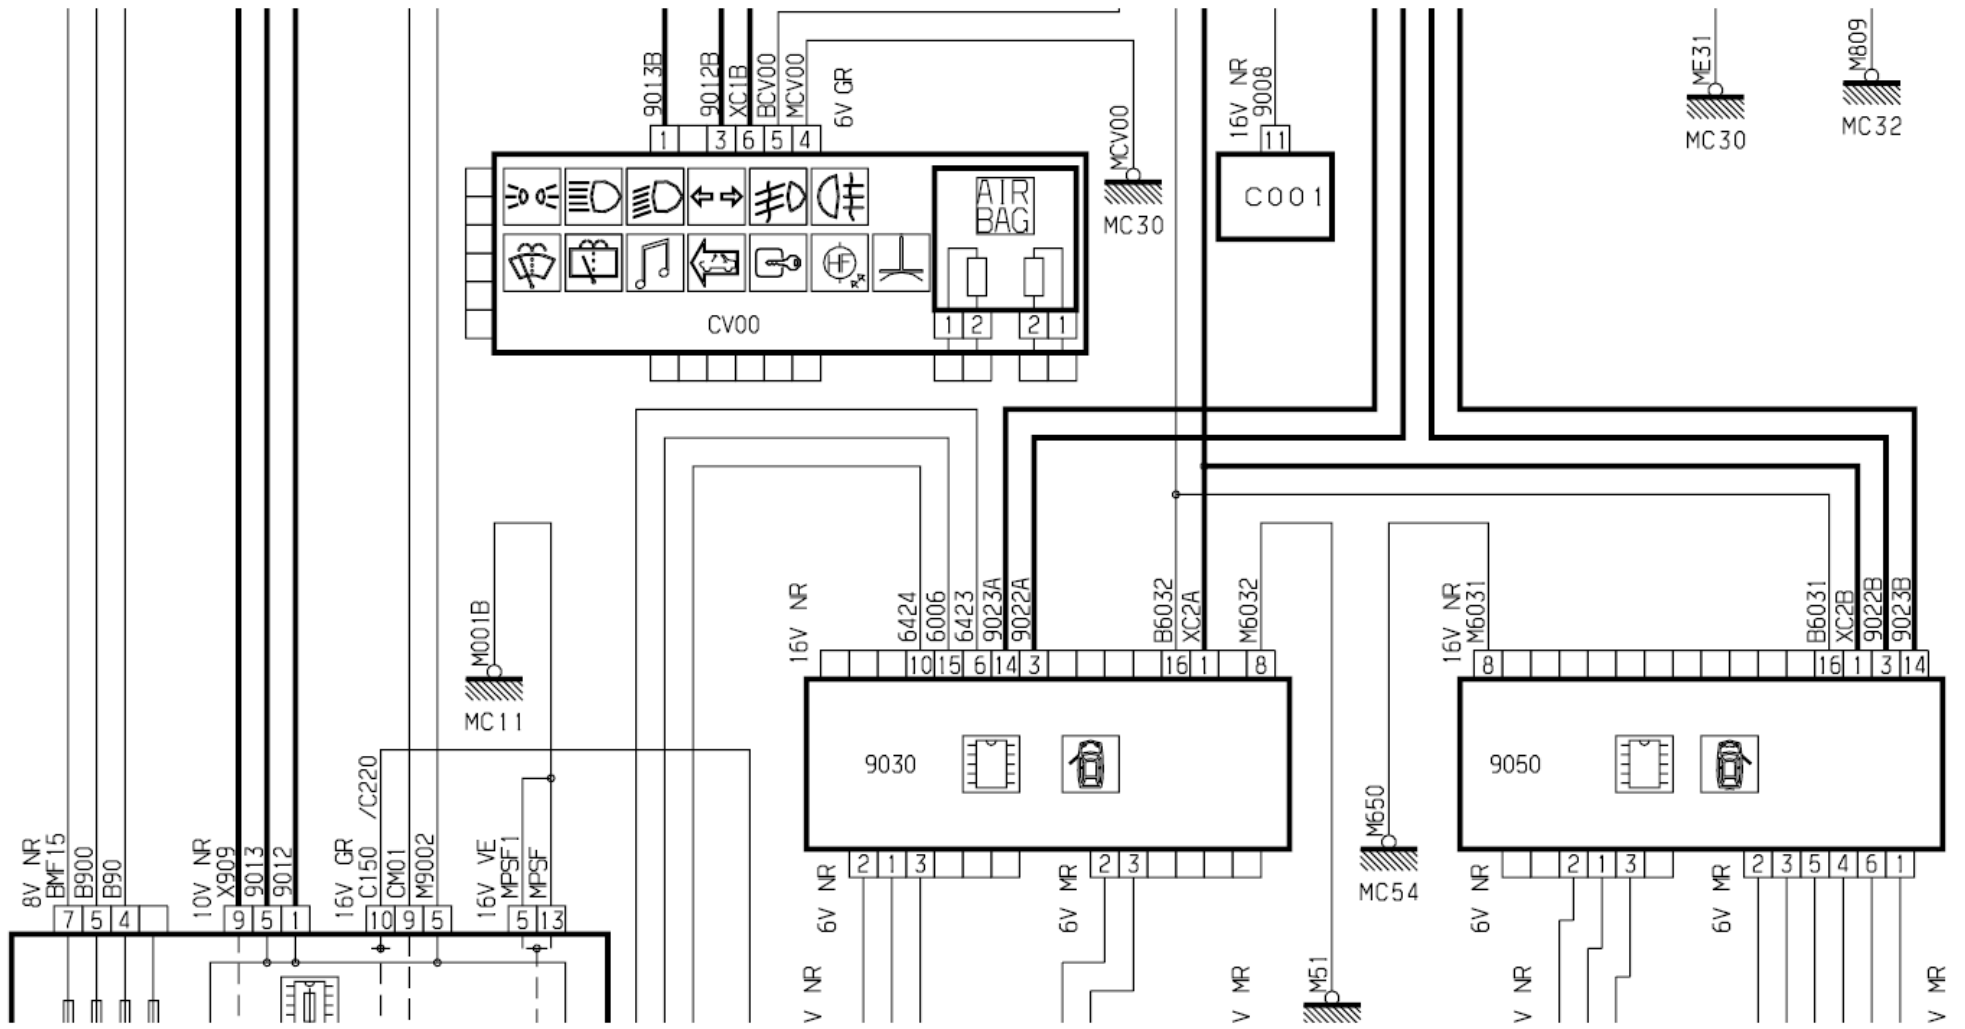 9013B
9012B
XC1B
BCV00
MCV00
6V GR
1
3
6
5
4
MCV00
MC30
16V NR
9008
11
C001
ME31
MC30
M809
MC32
AIR
BAG
HF
CV00
1
2
2
1
M001B
MC11
16V NR
6424
6006
6423
9023A
9022A
B6032
XC2A
M6032
10
15
6
14
3
16
1
8
9030
16V NR
M6031
B6031
XC2B
9022B
9023B
8
16
1
3
14
9050
M650
MC54
8V NR
BMF15
B900
B90
7
5
4
10V NR
X909
9013
9012
9
5
1
16V GR
C150 /C220
CM01
M9002
10
9
5
16V VE
MPSF1
MPSF
5
13
6V NR
2
1
3
6V MR
2
3
6V NR
2
1
3
6V MR
2
3
5
4
6
1
V NR
V MR
M51
V NR
V MR